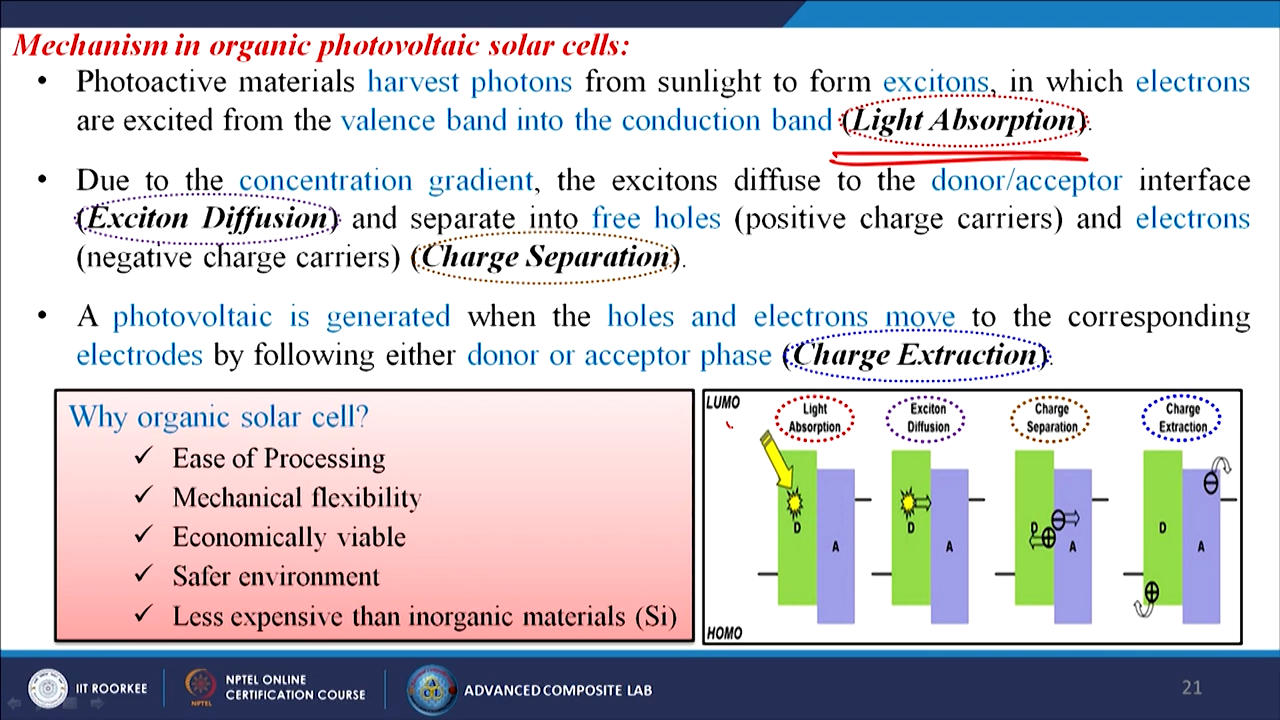 Mechanism in organic photovoltaic solar cells:
• Photoactive materials harvest photons from sunlight to form excitons, in which electrons
are excited from the valence band into the conduction band (Light Absorption).
• Due to the concentration gradient, the excitons diffuse to the donor/acceptor interface
(Exciton Diffusion) and separate into free holes (positive charge carriers) and electrons
(negative charge carriers) (Charge Separation).
• A photovoltaic is generated when the holes and electrons move to the corresponding
electrodes by following either donor or acceptor phase (Charge Extraction).
Why organic solar cell?
✓ Ease of Processing
✓ Mechanical flexibility
✓ Economically viable
✓ Safer environment
✓ Less expensive than inorganic materials (Si)
LUMO
Light
Absorption
Exciton
Diffusion
Charge
Separation
Charge
Extraction
D
A
D
A
D
A
D
A
HOMO
IIT ROORKEE
NPTEL
NPTEL ONLINE
CERTIFICATION COURSE
ACL
ADVANCED COMPOSITE LAB
21